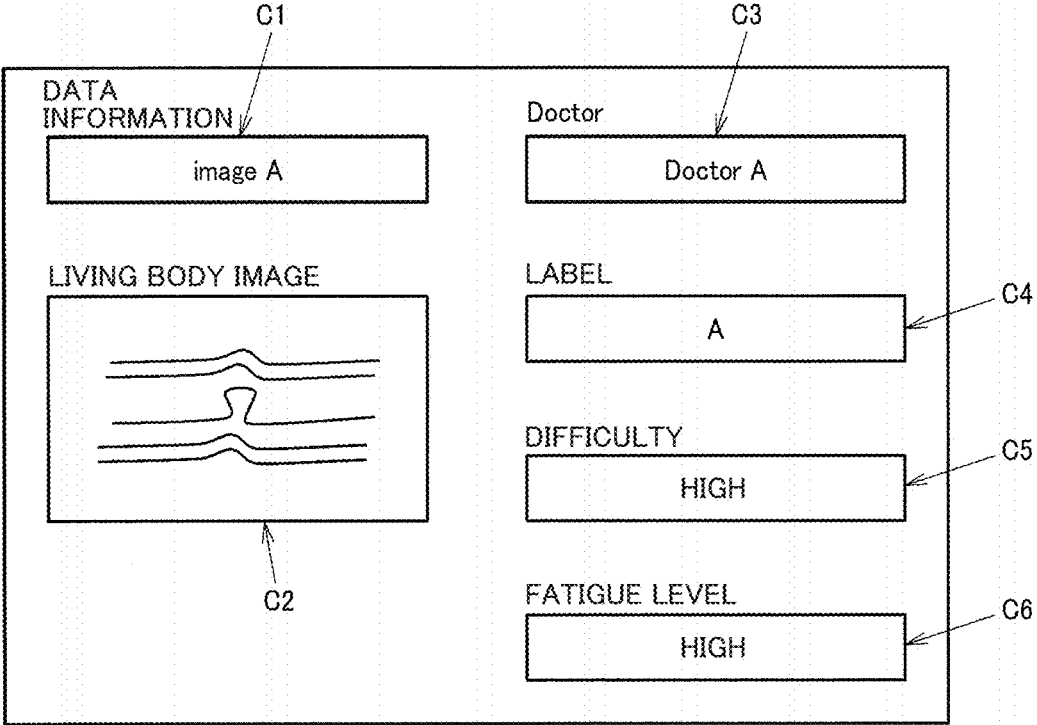 C1
C3
DATA
INFORMATION
Doctor
image A
Doctor A
LIVING BODY IMAGE
LABEL
A
C4
DIFFICULTY
HIGH
C5
C2
FATIGUE LEVEL
HIGH
C6